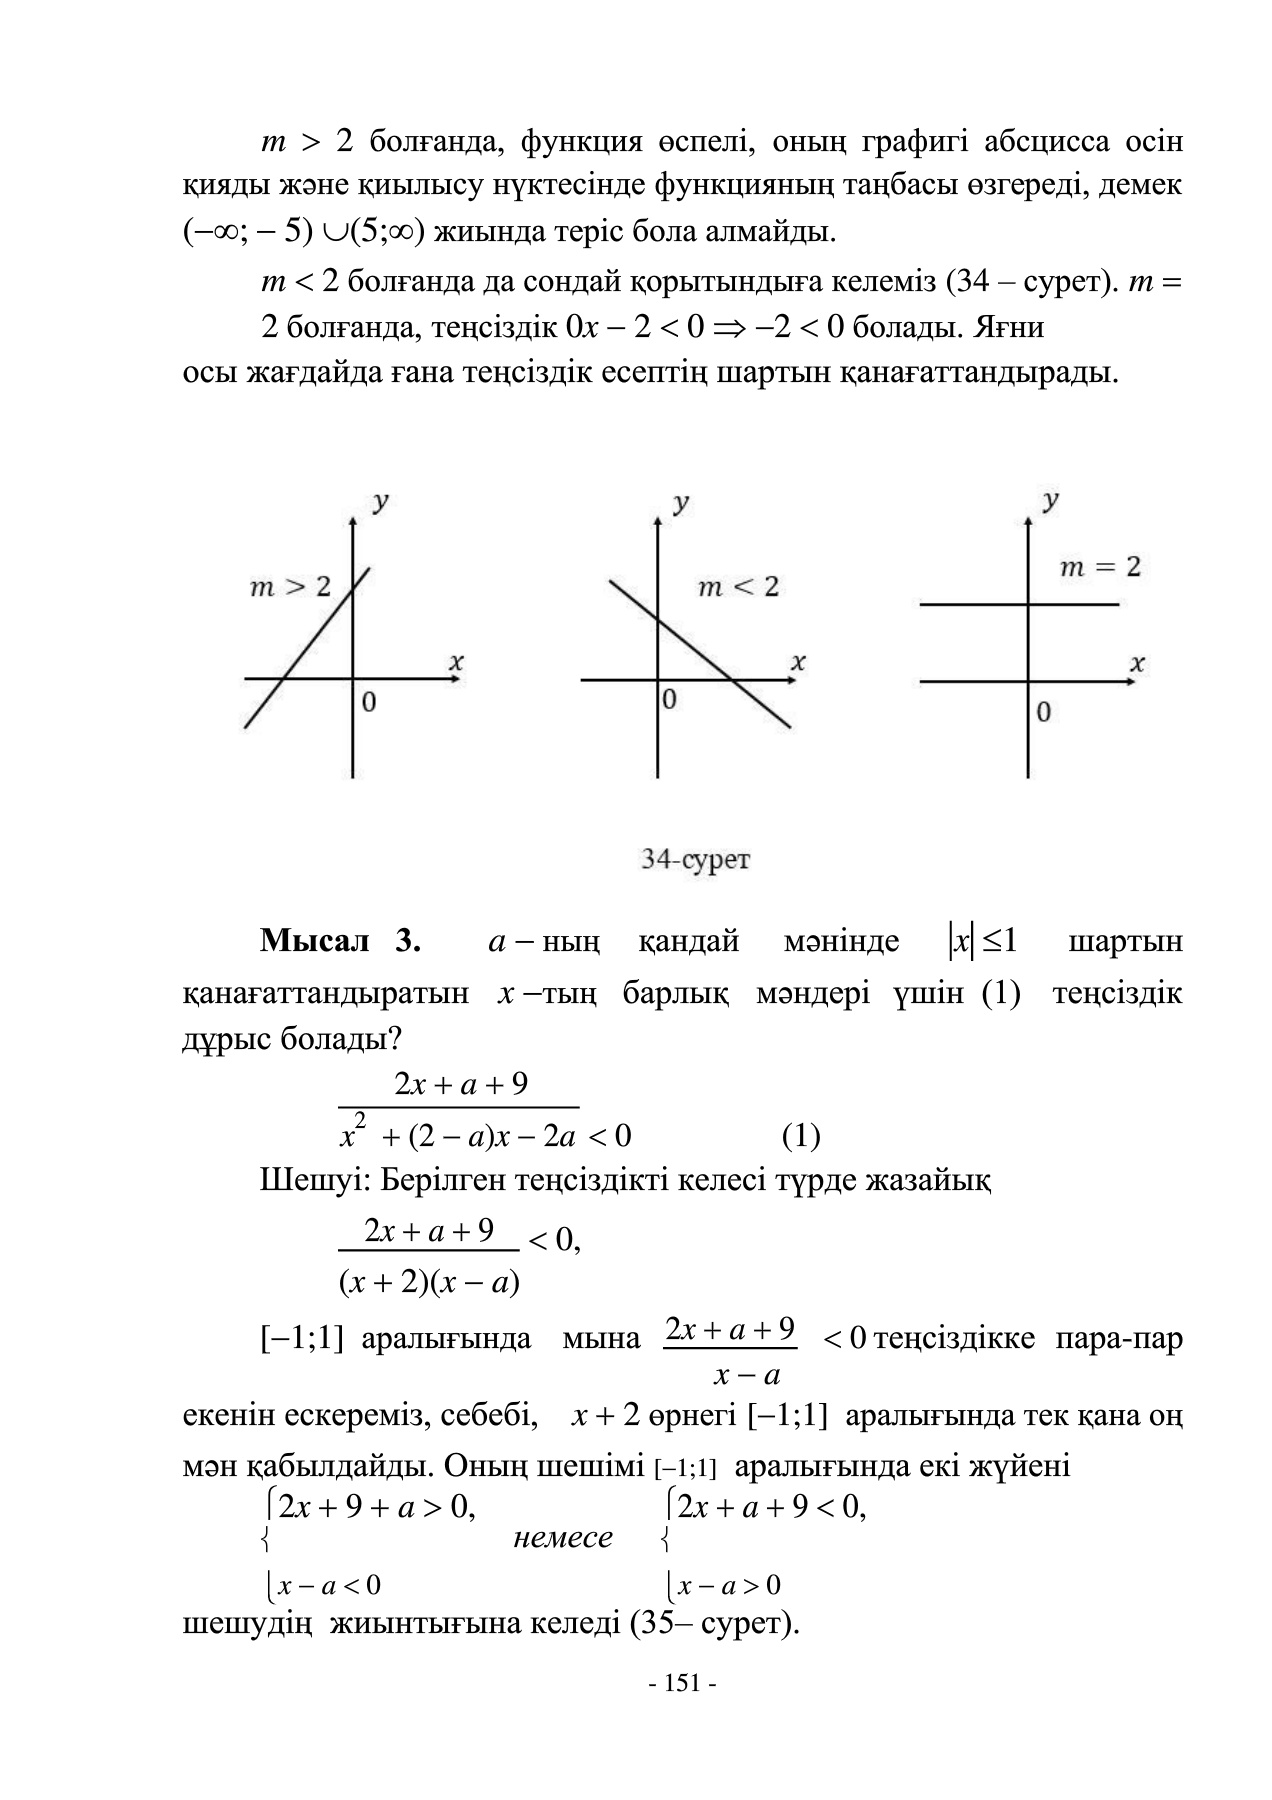 m > 2 болғанда, функция өспелі, оның графигі абсцисса осін
қияды және қиылысу нүктесінде функцияның таңбасы өзгереді, демек
(−∞; − 5) ∪(5;∞) жиында теріс бола алмайды.
m < 2 болғанда да сондай қорытындыға келеміз (34 – сурет). m =
2 болғанда, теңсіздік 0x − 2 < 0 ⇒ −2 < 0 болады. Яғни
осы жағдайда ғана теңсіздік есептің шартын қанағаттандырады.
y
m > 2
x
0
y
m < 2
x
0
y
m = 2
x
0
34-сурет
Мысал 3. a – ның қандай мәнінде |x| ≤1 шартын
қанағаттандыратын x –тың барлық мәндері үшін (1) теңсіздік
дұрыс болады?
2x + a + 9
x² + (2 − a)x − 2a < 0 (1)
Шешуі: Берілген теңсіздікті келесі түрде жазайық
2x + a + 9
< 0,
(x + 2)(x − a)
[−1;1] аралығында мына 2x + a + 9 < 0 теңсіздікке пара-пар
x − a
екенін ескереміз, себебі, x + 2 өрнегі [−1;1] аралығында тек қана оң
мән қабылдайды. Оның шешімі [−1;1] аралығында екі жүйені
{2x + 9 + a > 0, {2x + a + 9 < 0,
немесе
x − a < 0 x − a > 0
шешудің жиынтығына келеді (35– сурет).
- 151 -